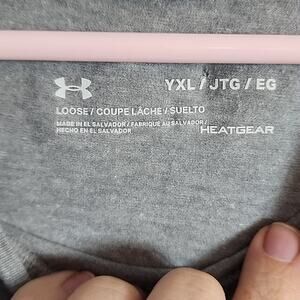 YXL / JTG / EG
LOOSE / COUPE LÂCHE / SUELTO
MADE IN EL SALVADOR / FABRIQUÉ AU SALVADOR /
HECHO EN EL SALVADOR
HEATGEAR